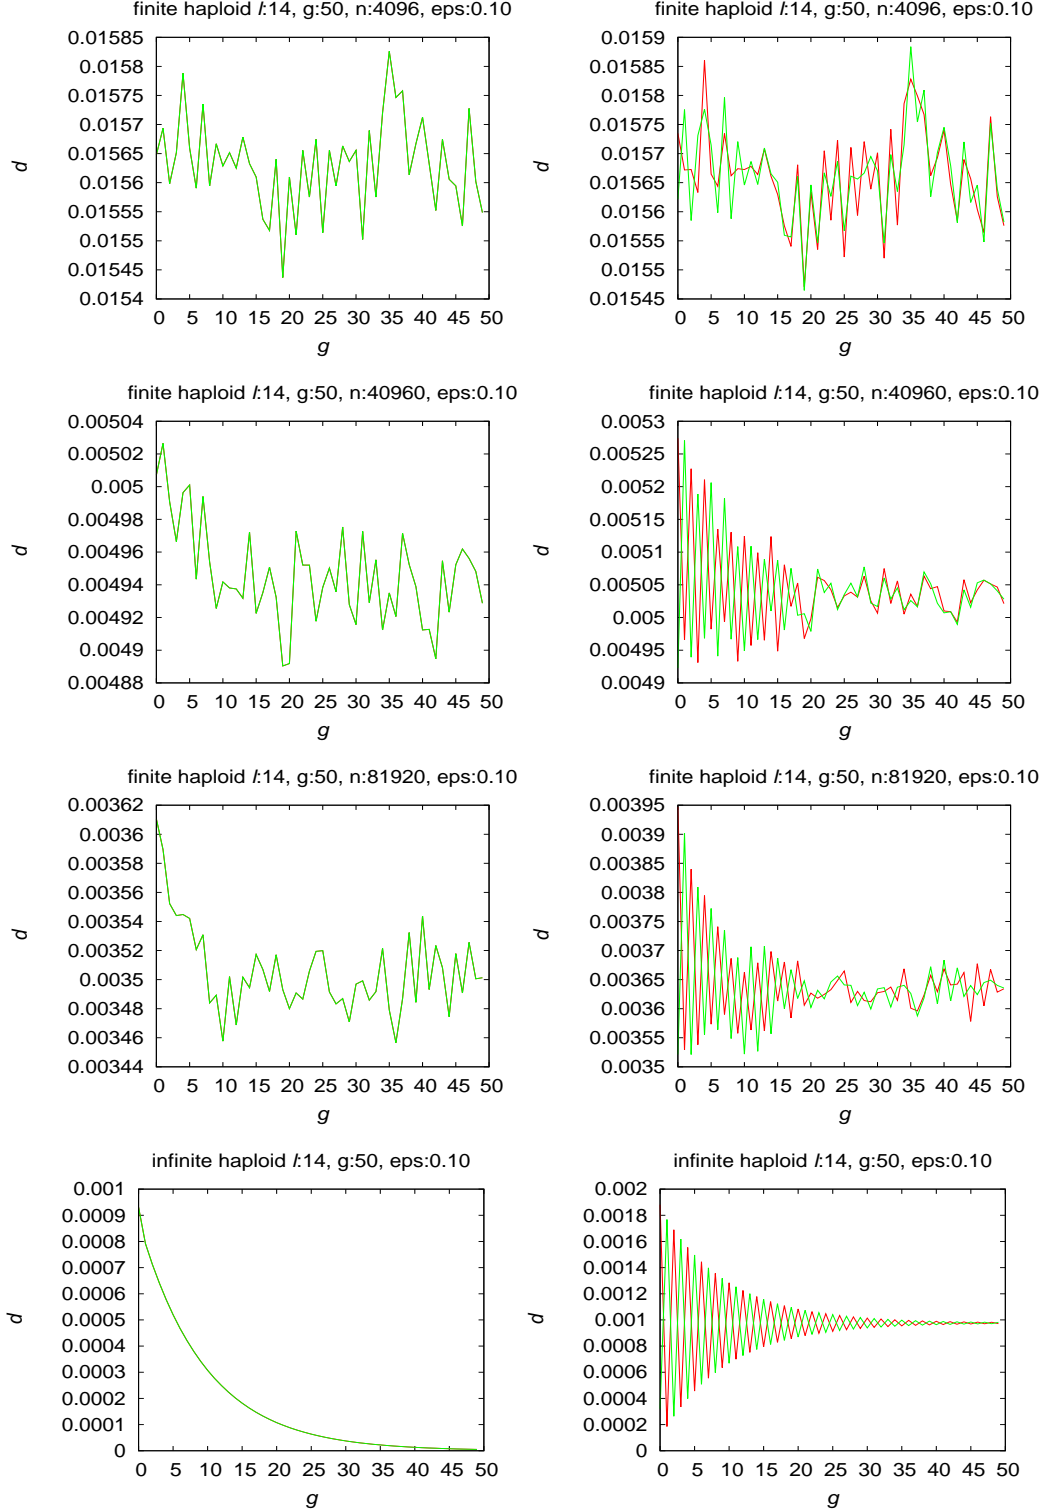 finite haploid l:14, g:50, n:4096, eps:0.10
0.01585
0.0158
0.01575
0.0157
0.01565
0.0156
0.01555
0.0155
0.01545
0.0154
d
0 5 10 15 20 25 30 35 40 45 50
g
finite haploid l:14, g:50, n:4096, eps:0.10
0.0159
0.01585
0.0158
0.01575
0.0157
0.01565
0.0156
0.01555
0.0155
0.01545
d
0 5 10 15 20 25 30 35 40 45 50
g
finite haploid l:14, g:50, n:40960, eps:0.10
0.00504
0.00502
0.005
0.00498
0.00496
0.00494
0.00492
0.0049
0.00488
d
0 5 10 15 20 25 30 35 40 45 50
g
finite haploid l:14, g:50, n:40960, eps:0.10
0.0053
0.00525
0.0052
0.00515
0.0051
0.00505
0.005
0.00495
0.0049
d
0 5 10 15 20 25 30 35 40 45 50
g
finite haploid l:14, g:50, n:81920, eps:0.10
0.00362
0.0036
0.00358
0.00356
0.00354
0.00352
0.0035
0.00348
0.00346
0.00344
d
0 5 10 15 20 25 30 35 40 45 50
g
finite haploid l:14, g:50, n:81920, eps:0.10
0.00395
0.0039
0.00385
0.0038
0.00375
0.0037
0.00365
0.0036
0.00355
0.0035
d
0 5 10 15 20 25 30 35 40 45 50
g
infinite haploid l:14, g:50, eps:0.10
0.001
0.0009
0.0008
0.0007
0.0006
0.0005
0.0004
0.0003
0.0002
0.0001
0
d
0 5 10 15 20 25 30 35 40 45 50
g
infinite haploid l:14, g:50, eps:0.10
0.002
0.0018
0.0016
0.0014
0.0012
0.001
0.0008
0.0006
0.0004
0.0002
0
d
0 5 10 15 20 25 30 35 40 45 50
g